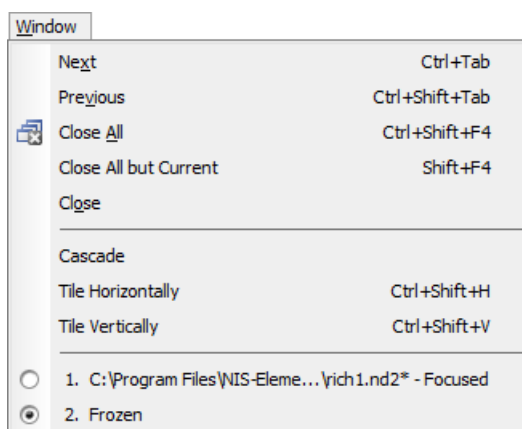 Window
Next Ctrl+Tab
Previous Ctrl+Shift+Tab
Close All Ctrl+Shift+F4
Close All but Current Shift+F4
Close
Cascade
Tile Horizontally Ctrl+Shift+H
Tile Vertically Ctrl+Shift+V
1. C:\Program Files\NIS-Eleme...\rich1.nd2* - Focused
2. Frozen